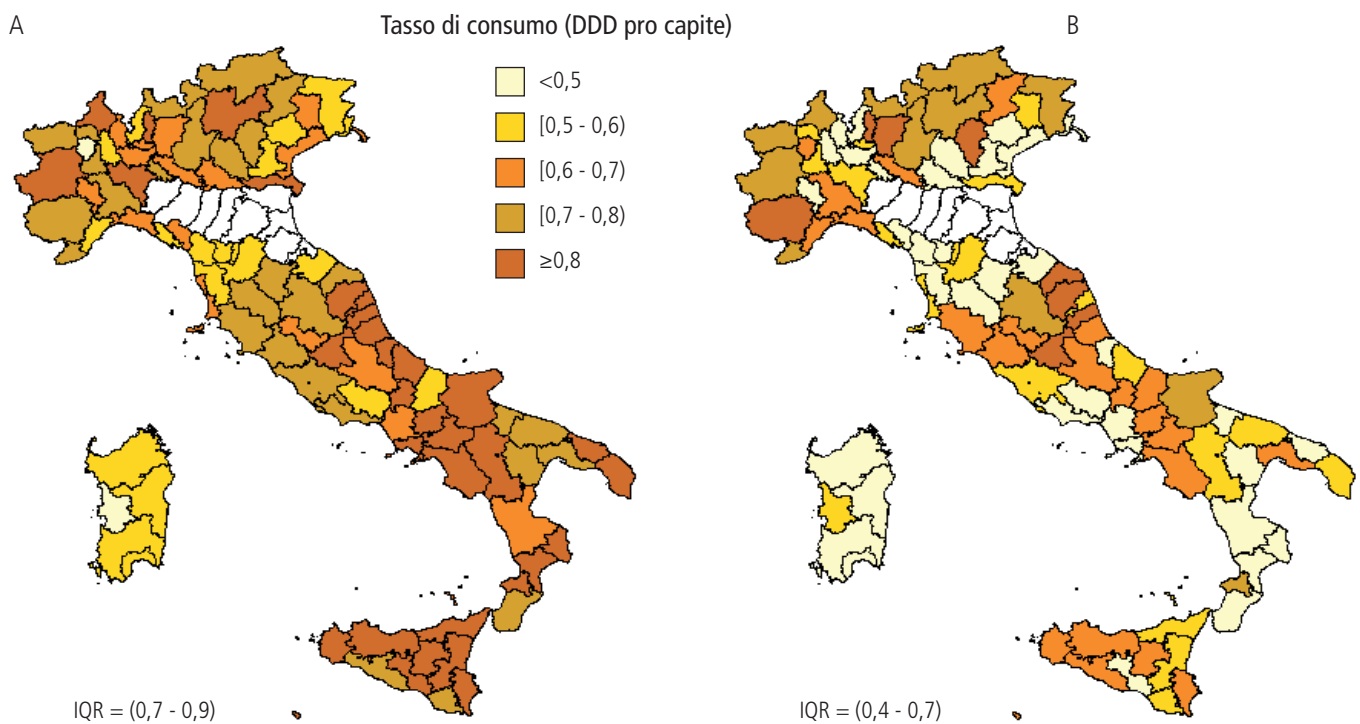 A
Tasso di consumo (DDD pro capite)
B
<0,5
[0,5 - 0,6)
[0,6 - 0,7)
[0,7 - 0,8)
≥0,8
IQR = (0,7 - 0,9)
IQR = (0,4 - 0,7)